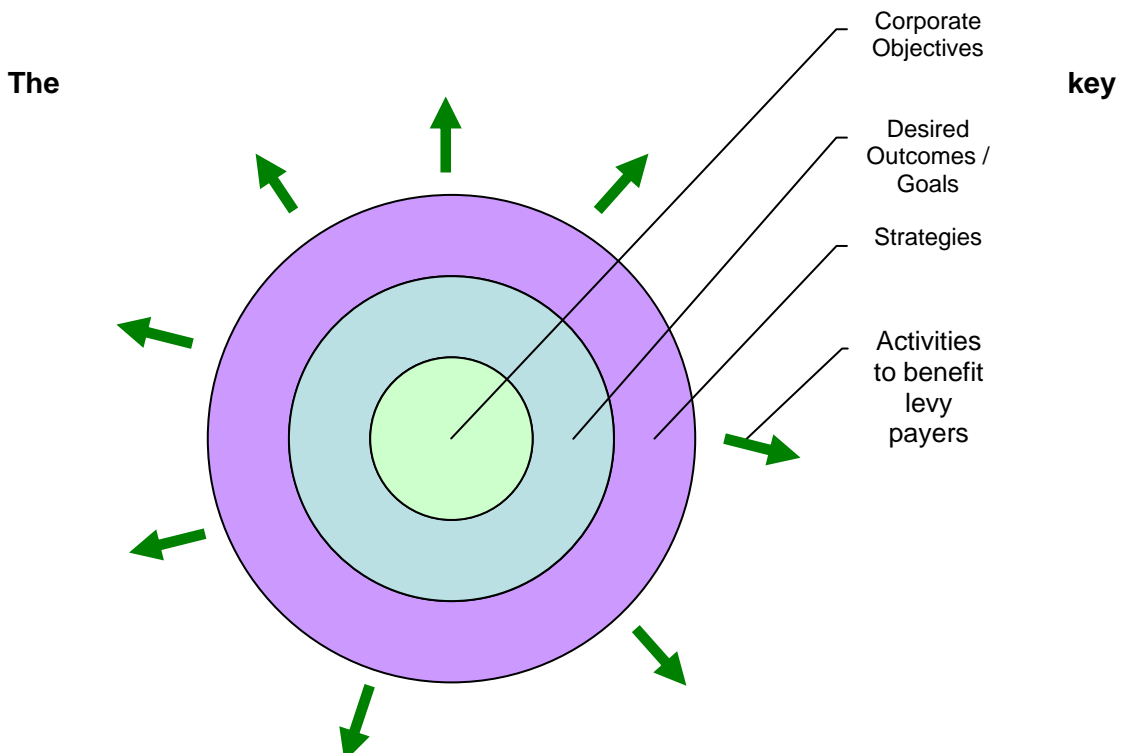 Corporate
Objectives
The key
Desired
Outcomes /
Goals
Strategies
Activities
to benefit
levy
payers